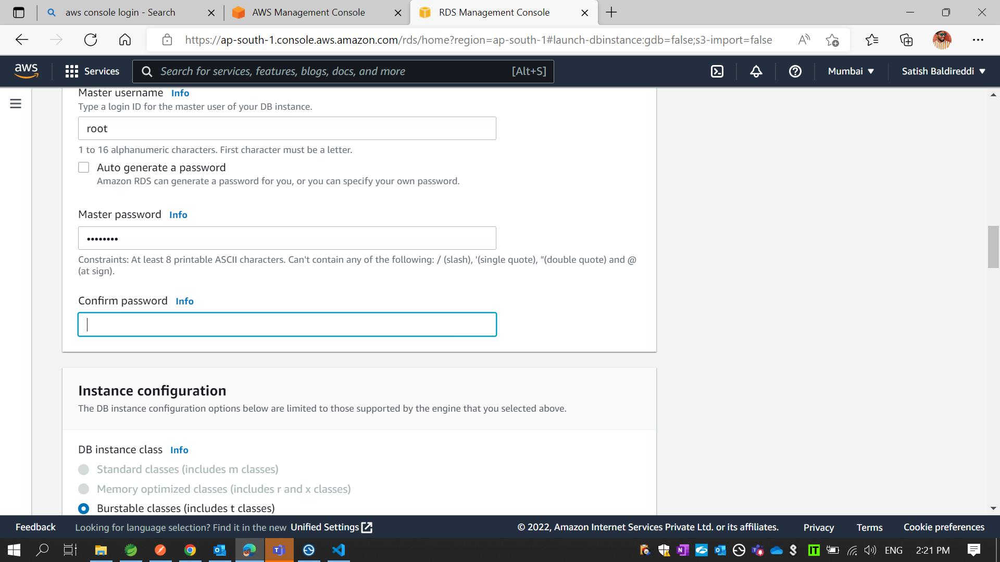 aws console login - Search
AWS Management Console
RDS Management Console
https://ap-south-1.console.aws.amazon.com/rds/home?region=ap-south-1#launch-dbinstance:gdb=false;s3-import=false
aws
Services
Search for services, features, blogs, docs, and more
[Alt+S]
Mumbai
Satish Baldireddi
Master username Info
Type a login ID for the master user of your DB instance.
root
1 to 16 alphanumeric characters. First character must be a letter.
Auto generate a password
Amazon RDS can generate a password for you, or you can specify your own password.
Master password Info
••••••••
Constraints: At least 8 printable ASCII characters. Can't contain any of the following: / (slash), '(single quote), "(double quote) and @
(at sign).
Confirm password Info
Instance configuration
The DB instance configuration options below are limited to those supported by the engine that you selected above.
DB instance class Info
Standard classes (includes m classes)
Memory optimized classes (includes r and x classes)
Burstable classes (includes t classes)
Feedback
Looking for language selection? Find it in the new Unified Settings
© 2022, Amazon Internet Services Private Ltd. or its affiliates.
Privacy
Terms
Cookie preferences
ENG
2:21 PM